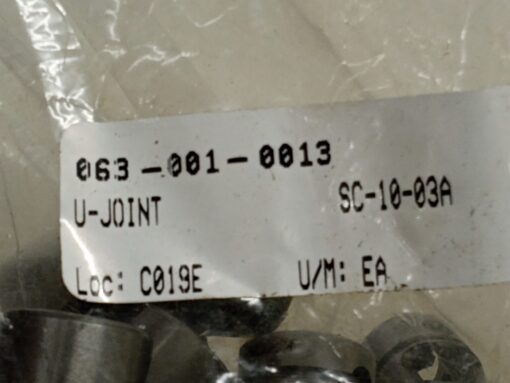 063-001-0013
U-JOINT SC-10-03A
Loc: C019E U/M: EA